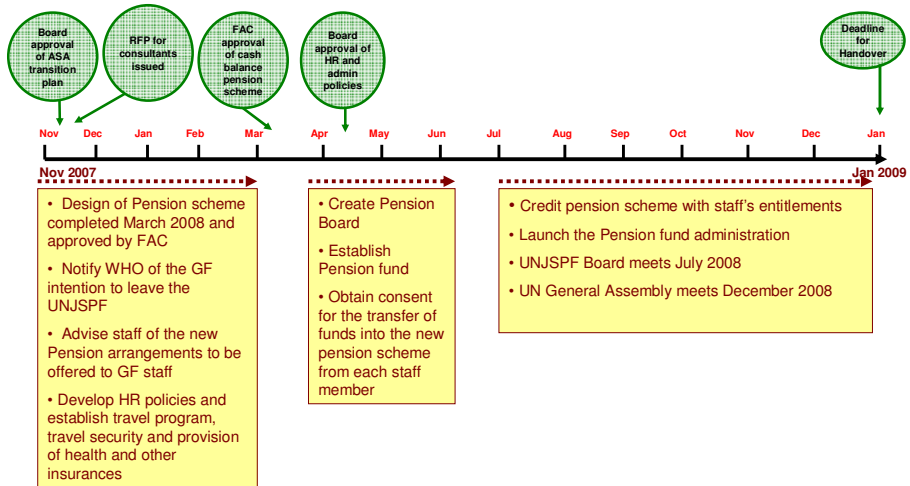 Board
approval
of ASA
transition
plan
RFP for
consultants
issued
FAC
approval
of cash
balance
pension
scheme
Board
approval of
HR and
admin
policies
Deadline
for
Handover
Nov Dec Jan Feb Mar Apr May Jun Jul Aug Sep Oct Nov Dec Jan
Nov 2007 Jan 2009
• Design of Pension scheme
completed March 2008 and
approved by FAC
• Notify WHO of the GF
intention to leave the
UNJSPF
• Advise staff of the new
Pension arrangements to be
offered to GF staff
• Develop HR policies and
establish travel program,
travel security and provision
of health and other
insurances
• Create Pension
Board
• Establish
Pension fund
• Obtain consent
for the transfer of
funds into the new
pension scheme
from each staff
member
• Credit pension scheme with staff's entitlements
• Launch the Pension fund administration
• UNJSPF Board meets July 2008
• UN General Assembly meets December 2008